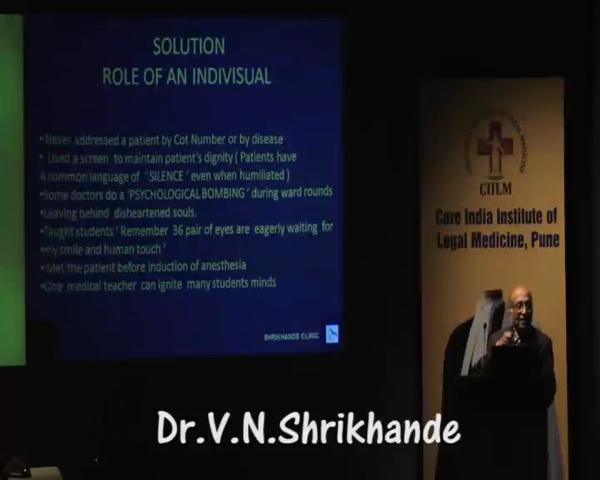 SOLUTION
ROLE OF AN INDIVISUAL
•Never addressed a patient by Cot Number or by disease
• Used a screen to maintain patient's dignity ( Patients have
A common language of 'SILENCE' even when humiliated )
•Some doctors do a 'PSYCHOLOGICAL BOMBING' during ward rounds
•Leaving behind disheartened souls.
•Taught students ' Remember 36 pair of eyes are eagerly waiting for
•my smile and human touch'
•Met the patient before induction of anesthesia
•One medical teacher can ignite many students minds
SHRIKHANDE CLINIC
CIILM
Core India Institute of
Legal Medicine, Pune
Dr.V.N.Shrikhande